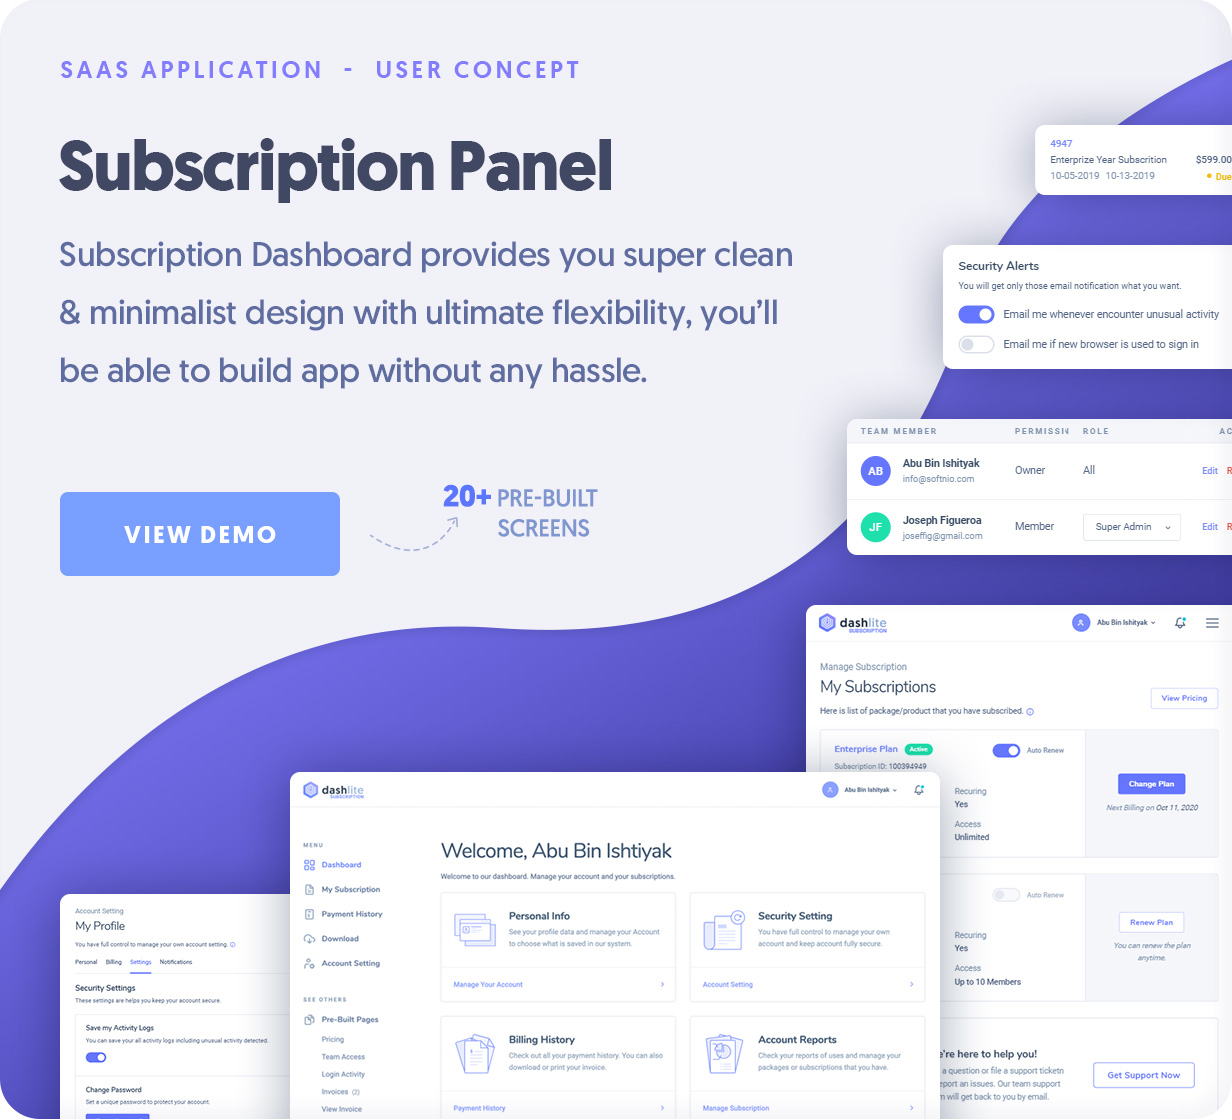 SAAS APPLICATION - USER CONCEPT
Subscription Panel
Subscription Dashboard provides you super clean
& minimalist design with ultimate flexibility, you'll
be able to build app without any hassle.
VIEW DEMO
20+ PRE-BUILT
SCREENS
4947
Enterprize Year Subscrition $599.00
10-05-2019 10-13-2019 Due
Security Alerts
You will get only those email notification what you want.
Email me whenever encounter unusual activity
Email me if new browser is used to sign in
TEAM MEMBER PERMISSI ROLE AC
AB Abu Bin Ishityak Owner All Edit R
info@softnio.com
JF Joseph Figueroa Member Super Admin Edit R
joseffig@gmail.com
dashlite
SUBSCRIPTION
Abu Bin Ishityak
Manage Subscription
My Subscriptions
View Pricing
Here is list of package/product that you have subscribed.
Enterprise Plan Active Auto Renew
Subscription ID: 100394949
Recuring
Yes
Access
Unlimited
Change Plan
Next Billing on Oct 11, 2020
Auto Renew
Recuring
Yes
Access
Up to 10 Members
Renew Plan
You can renew the plan
anytime.
e're here to help you!
a question or file a support ticketn
eport an issues. Our team support
m will get back to you by email.
Get Support Now
dashlite
SUBSCRIPTION
Abu Bin Ishityak
MENU
Dashboard
My Subscription
Payment History
Download
Account Setting
SEE OTHERS
Pre-Built Pages
Pricing
Team Access
Login Activity
Invoices (2)
View Invoice
Welcome, Abu Bin Ishtiyak
Welcome to our dashboard. Manage your account and your subscriptions.
Personal Info
See your profile data and manage your Account
to choose what is saved in our system.
Manage Your Account
Security Setting
You have full control to manage your own
account and keep account fully secure.
Account Setting
Billing History
Check out all your payment history. You can also
download or print your invoice.
Payment History
Account Reports
Check your reports of uses and manage your
packages or subscriptions that you have.
Manage Subscription
Account Setting
My Profile
You have full control to manage your own account setting.
Personal Billing Settings Notifications
Security Settings
These settings are helps you keep your account secure.
Save my Activity Logs
You can save your all activity logs including unusual activity detected.
Change Password
Set a unique password to protect your account.